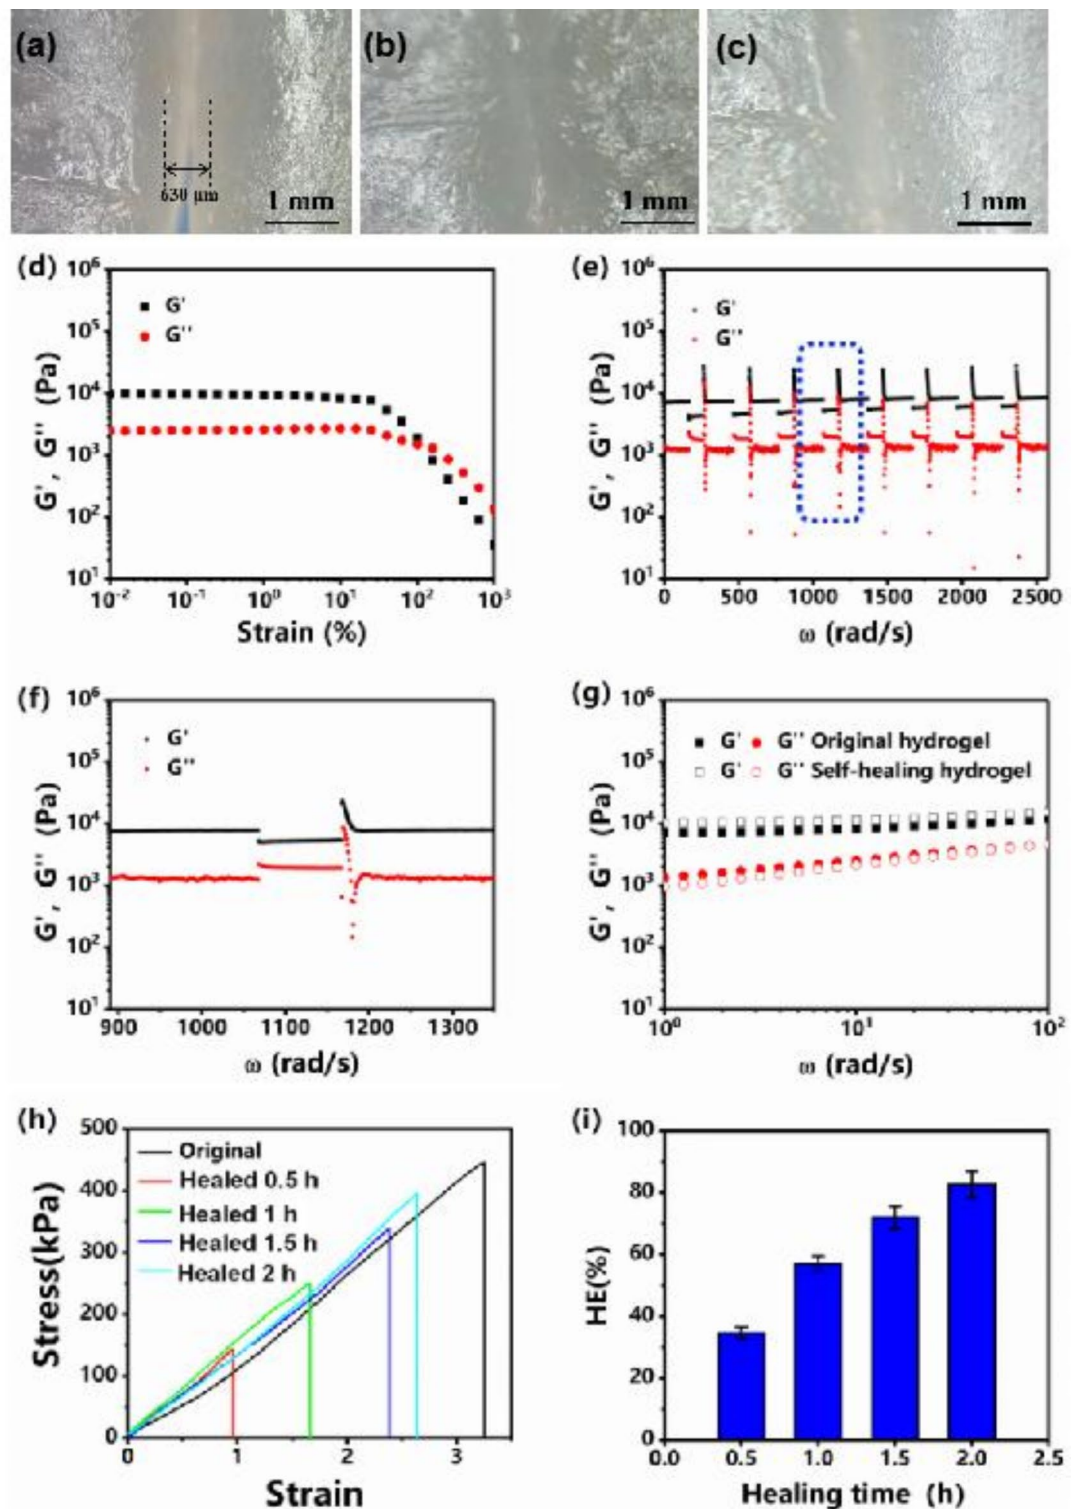 (a)
630 μm
1 mm
(b)
1 mm
(c)
1 mm
(d)
G', G'' (Pa)
10⁶
10⁵
10⁴
10³
10²
10¹
G'
G''
10⁻² 10⁻¹ 10⁰ 10¹ 10² 10³
Strain (%)
(e)
G', G'' (Pa)
10⁶
10⁵
10⁴
10³
10²
10¹
G'
G''
0 500 1000 1500 2000 2500
ω (rad/s)
(f)
G', G'' (Pa)
10⁶
10⁵
10⁴
10³
10²
10¹
G'
G''
900 1000 1100 1200 1300
ω (rad/s)
(g)
G', G'' (Pa)
10⁶
10⁵
10⁴
10³
10²
10¹
G' G'' Original hydrogel
G' G'' Self-healing hydrogel
10⁰ 10¹ 10²
ω (rad/s)
(h)
Stress(kPa)
500
400
300
200
100
0
Original
Healed 0.5 h
Healed 1 h
Healed 1.5 h
Healed 2 h
0 1 2 3
Strain
(i)
HE(%)
100
80
60
40
20
0
0.0 0.5 1.0 1.5 2.0 2.5
Healing time (h)